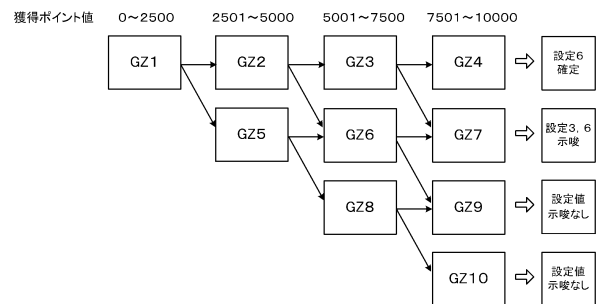 獲得ポイント値 0~2500 2501~5000 5001~7500 7501~10000
GZ1 GZ2 GZ3 GZ4 設定6
確定
GZ5 GZ6 GZ7 設定3,6
示唆
GZ8 GZ9 設定値
示唆なし
GZ10 設定値
示唆なし